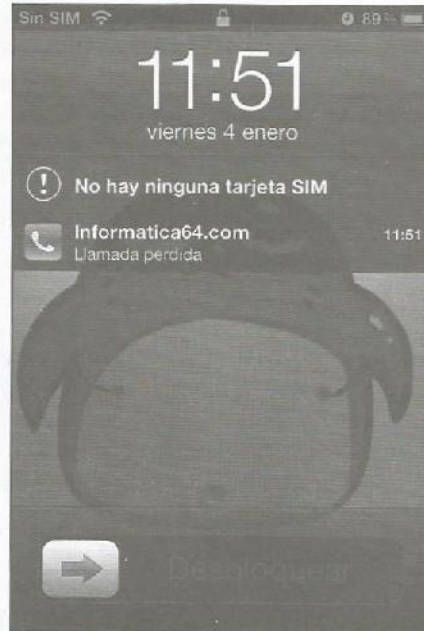 Sin SIM 89%
11:51
viernes 4 enero
No hay ninguna tarjeta SIM
Informatica64.com 11:51
Llamada perdida
Desbloquear